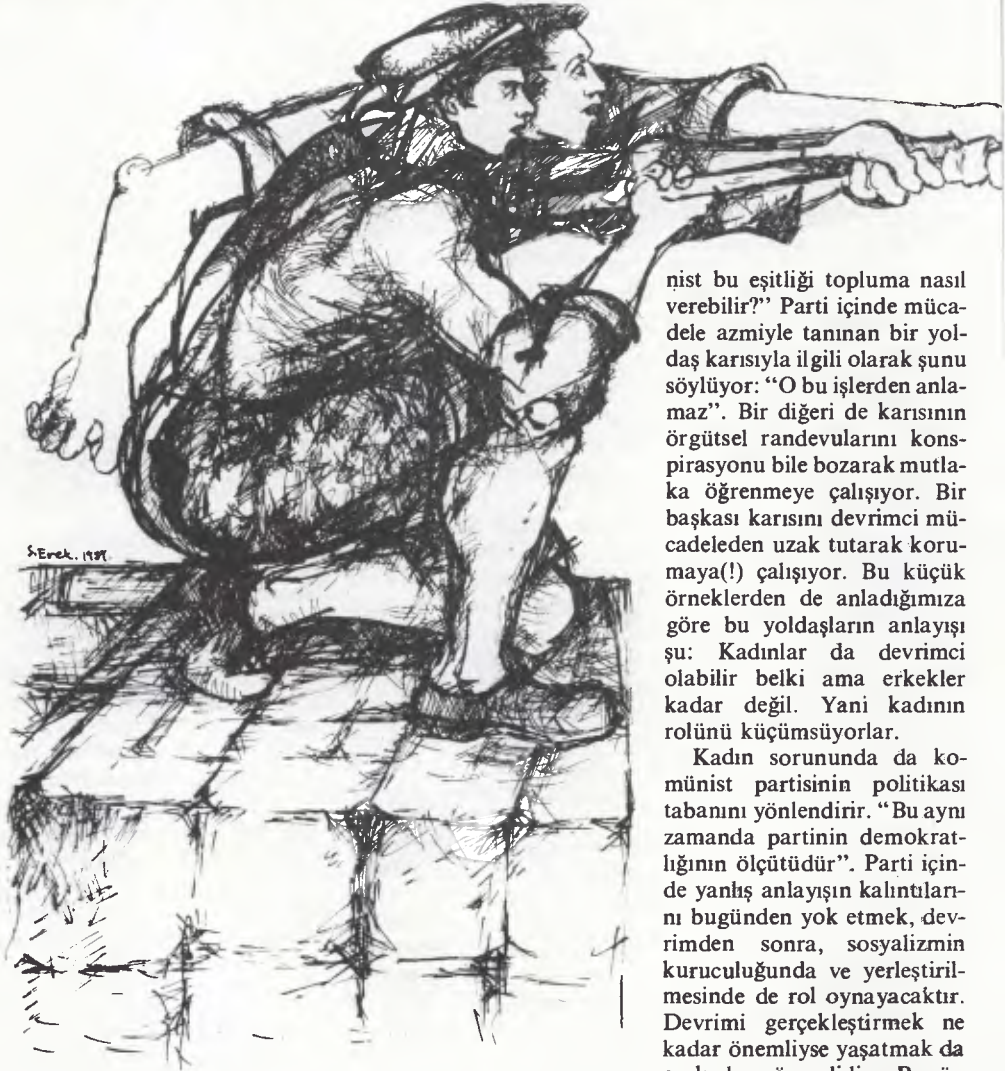 S.Erek. 1987.
nist bu eşitliği topluma nasıl
verebilir?” Parti içinde müca-
dele azmiyle tanınan bir yol-
daş karısıyla ilgili olarak şunu
söylüyor: “O bu işlerden anla-
maz”. Bir diğeri de karısının
örgütsel randevularını kons-
pirasyonu bile bozarak mutla-
ka öğrenmeye çalışıyor. Bir
başkası karısını devrimci mü-
cadeleden uzak tutarak koru-
maya(!) çalışıyor. Bu küçük
örneklerden de anladığımıza
göre bu yoldaşların anlayışı
şu: Kadınlar da devrimci
olabilir belki ama erkekler
kadar değil. Yani kadının
rolünü küçümsüyorlar.
Kadın sorununda da ko-
münist partisinin politikası
tabanını yönlendirir. “Bu aynı
zamanda partinin demokrat-
lığının ölçütüdür”. Parti için-
de yanlış anlayışın kalıntıları-
nı bugünden yok etmek, dev-
rimden sonra, sosyalizmin
kuruculuğunda ve yerleştiril-
mesinde de rol oynayacaktır.
Devrimi gerçekleştirmek ne
kadar önemliyse yaşatmak da